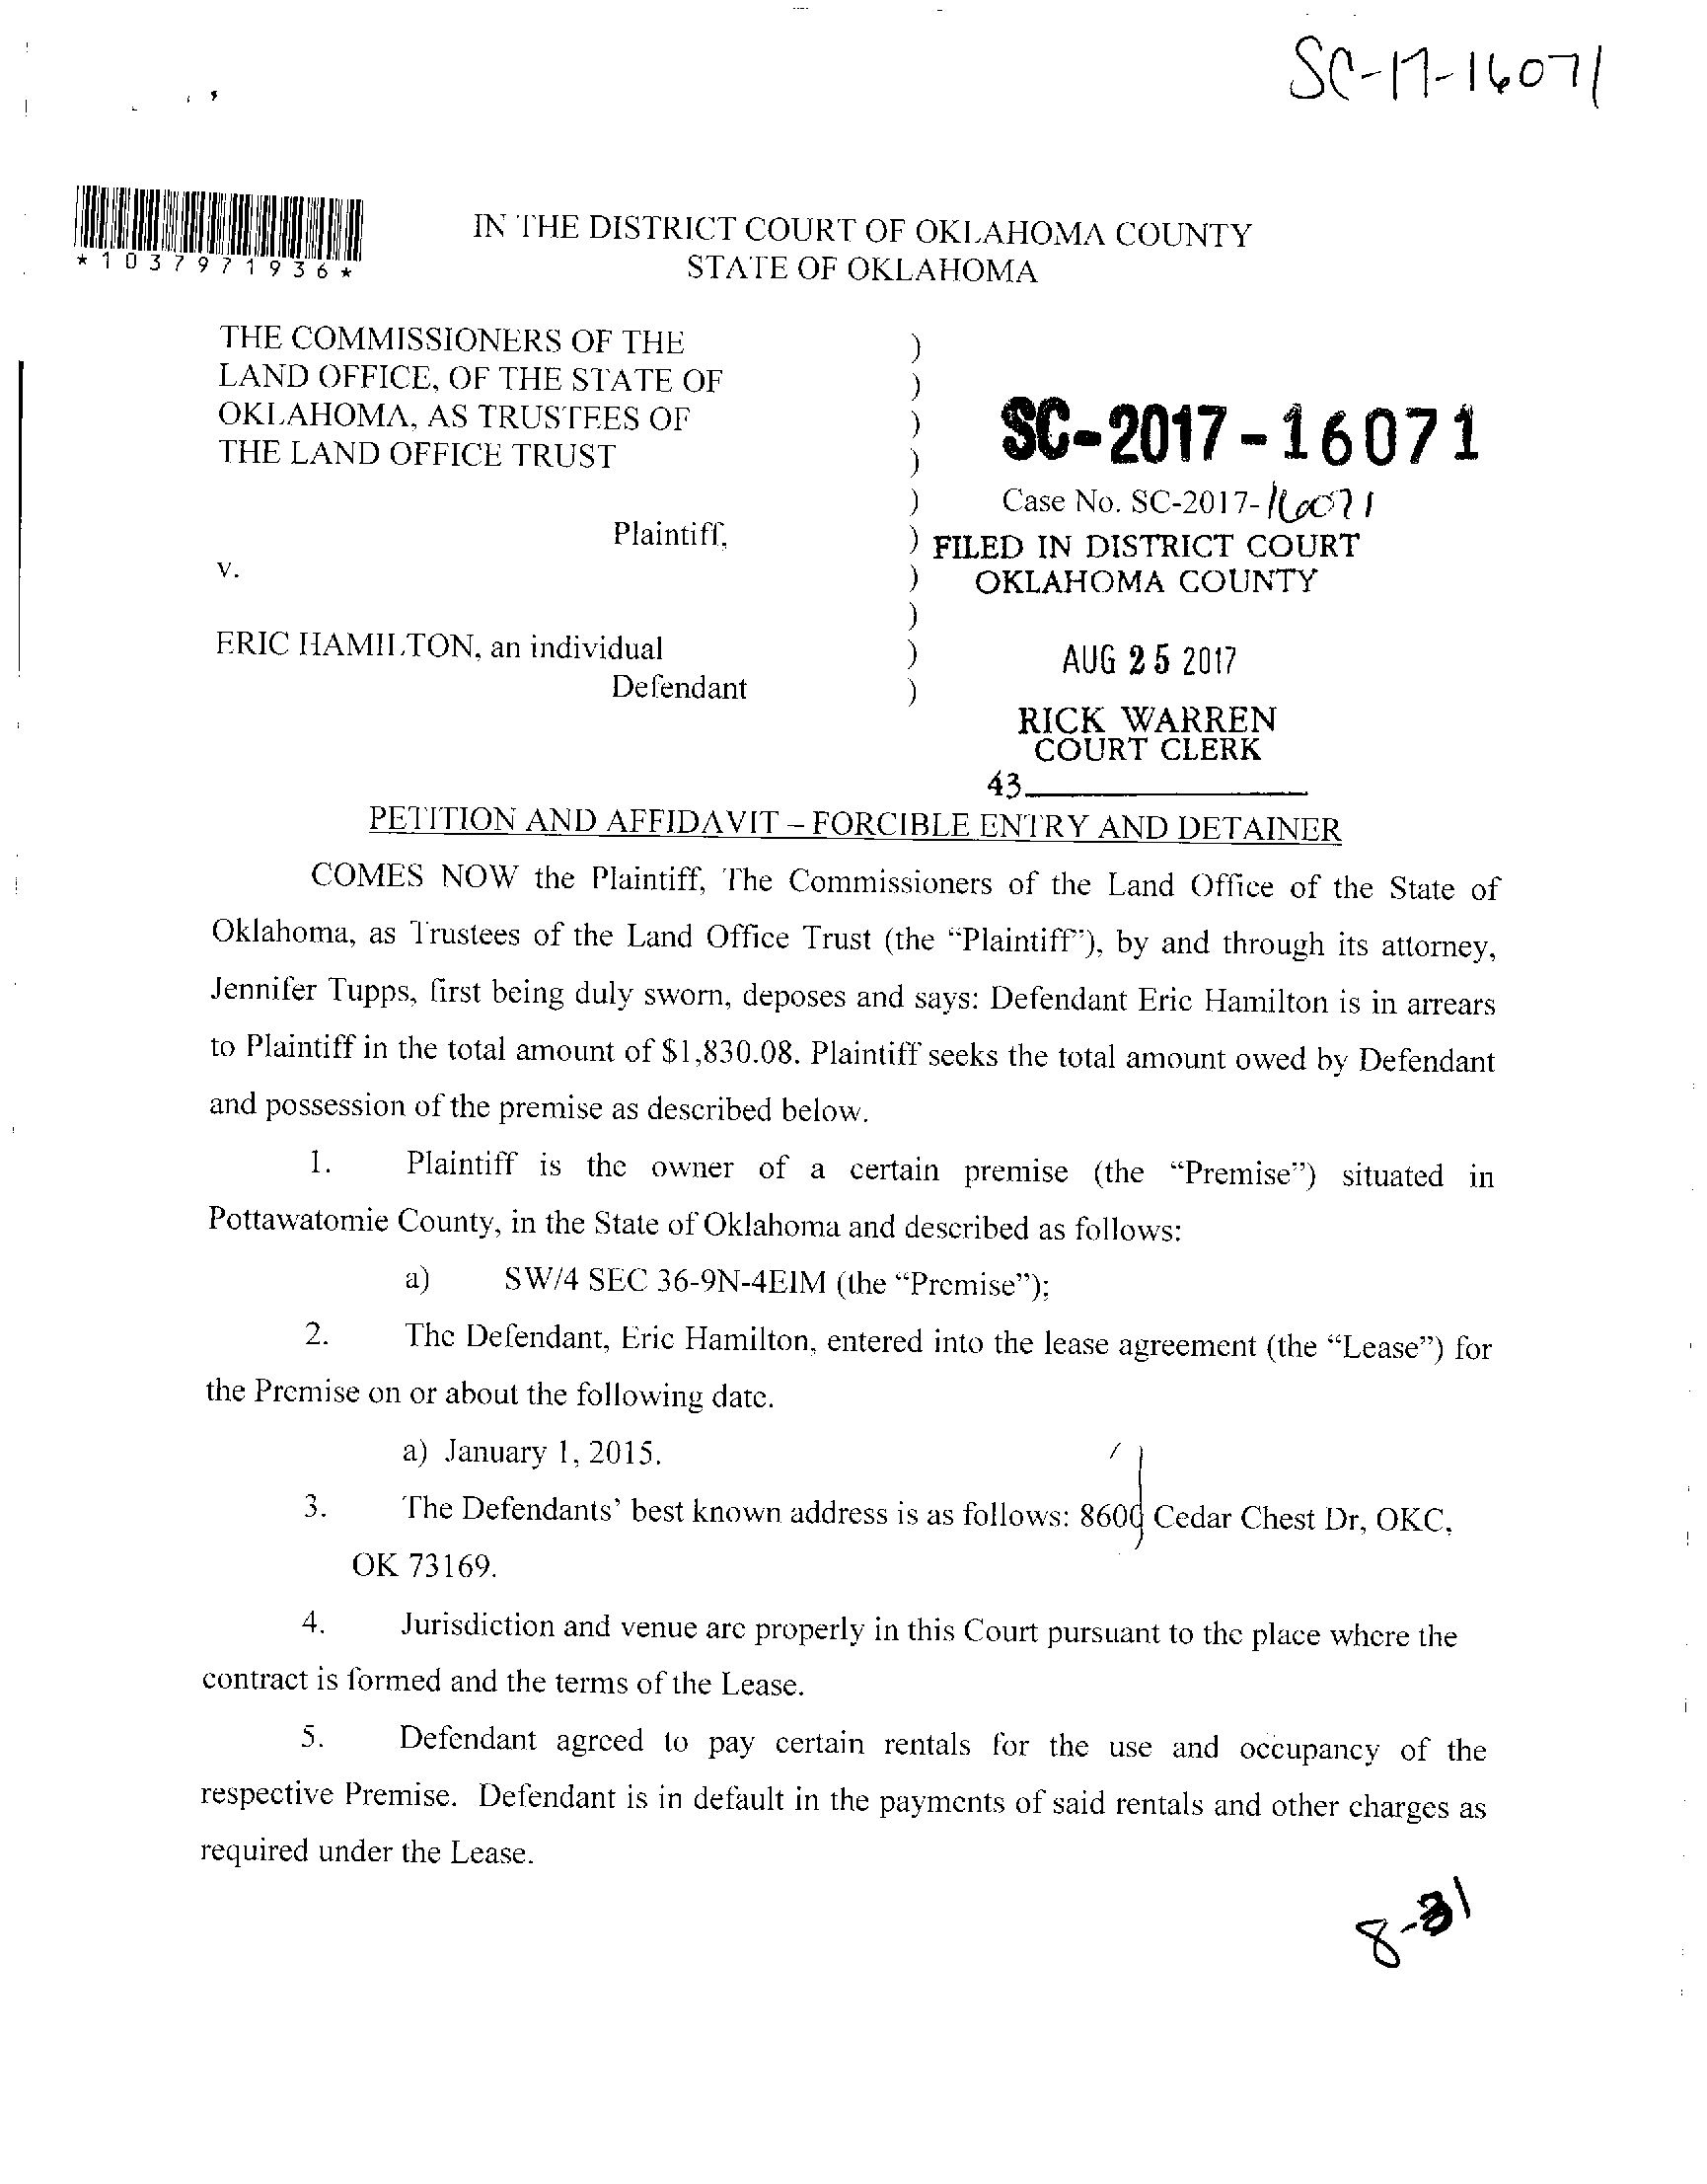 SC-17-16071
*1037971936*
IN THE DISTRICT COURT OF OKLAHOMA COUNTY
STATE OF OKLAHOMA
THE COMMISSIONERS OF THE
LAND OFFICE, OF THE STATE OF
OKLAHOMA, AS TRUSTEES OF
THE LAND OFFICE TRUST
Plaintiff,
v.
ERIC HAMILTON, an individual
Defendant
)
)
)
)
)
)
)
)
)
)
SC-2017-16071
Case No. SC-2017-16071
FILED IN DISTRICT COURT
OKLAHOMA COUNTY
AUG 25 2017
RICK WARREN
COURT CLERK
43
PETITION AND AFFIDAVIT – FORCIBLE ENTRY AND DETAINER
COMES NOW the Plaintiff, The Commissioners of the Land Office of the State of
Oklahoma, as Trustees of the Land Office Trust (the “Plaintiff”), by and through its attorney,
Jennifer Tupps, first being duly sworn, deposes and says: Defendant Eric Hamilton is in arrears
to Plaintiff in the total amount of $1,830.08. Plaintiff seeks the total amount owed by Defendant
and possession of the premise as described below.
1. Plaintiff is the owner of a certain premise (the “Premise”) situated in
Pottawatomie County, in the State of Oklahoma and described as follows:
a) SW/4 SEC 36-9N-4EIM (the “Premise”);
2. The Defendant, Eric Hamilton, entered into the lease agreement (the “Lease”) for
the Premise on or about the following date.
a) January 1, 2015.
3. The Defendants’ best known address is as follows: 8609 Cedar Chest Dr, OKC,
OK 73169.
4. Jurisdiction and venue are properly in this Court pursuant to the place where the
contract is formed and the terms of the Lease.
5. Defendant agreed to pay certain rentals for the use and occupancy of the
respective Premise. Defendant is in default in the payments of said rentals and other charges as
required under the Lease.
8-31